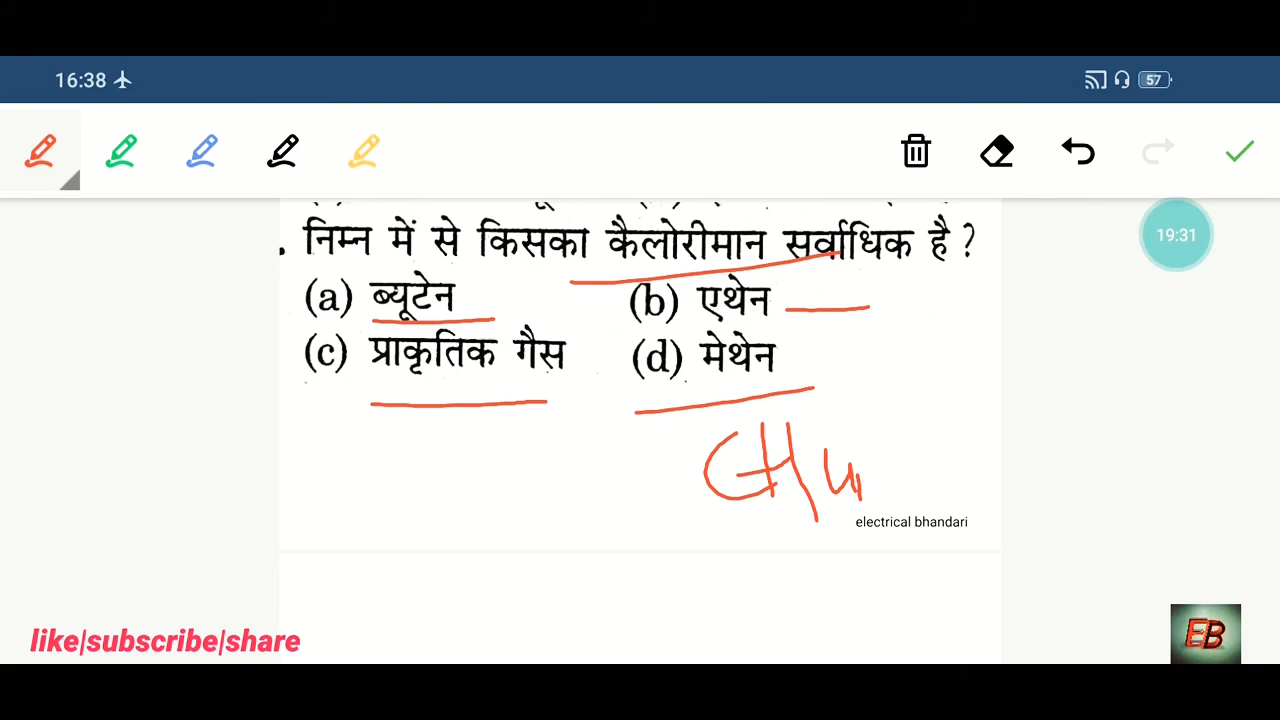 16:38
57
19:31
. निम्न में से किसका कैलोरीमान सर्वाधिक है ?
(a) ब्यूटेन (b) एथेन
(c) प्राकृतिक गैस (d) मेथेन
CH4
electrical bhandari
like|subscribe|share
EB